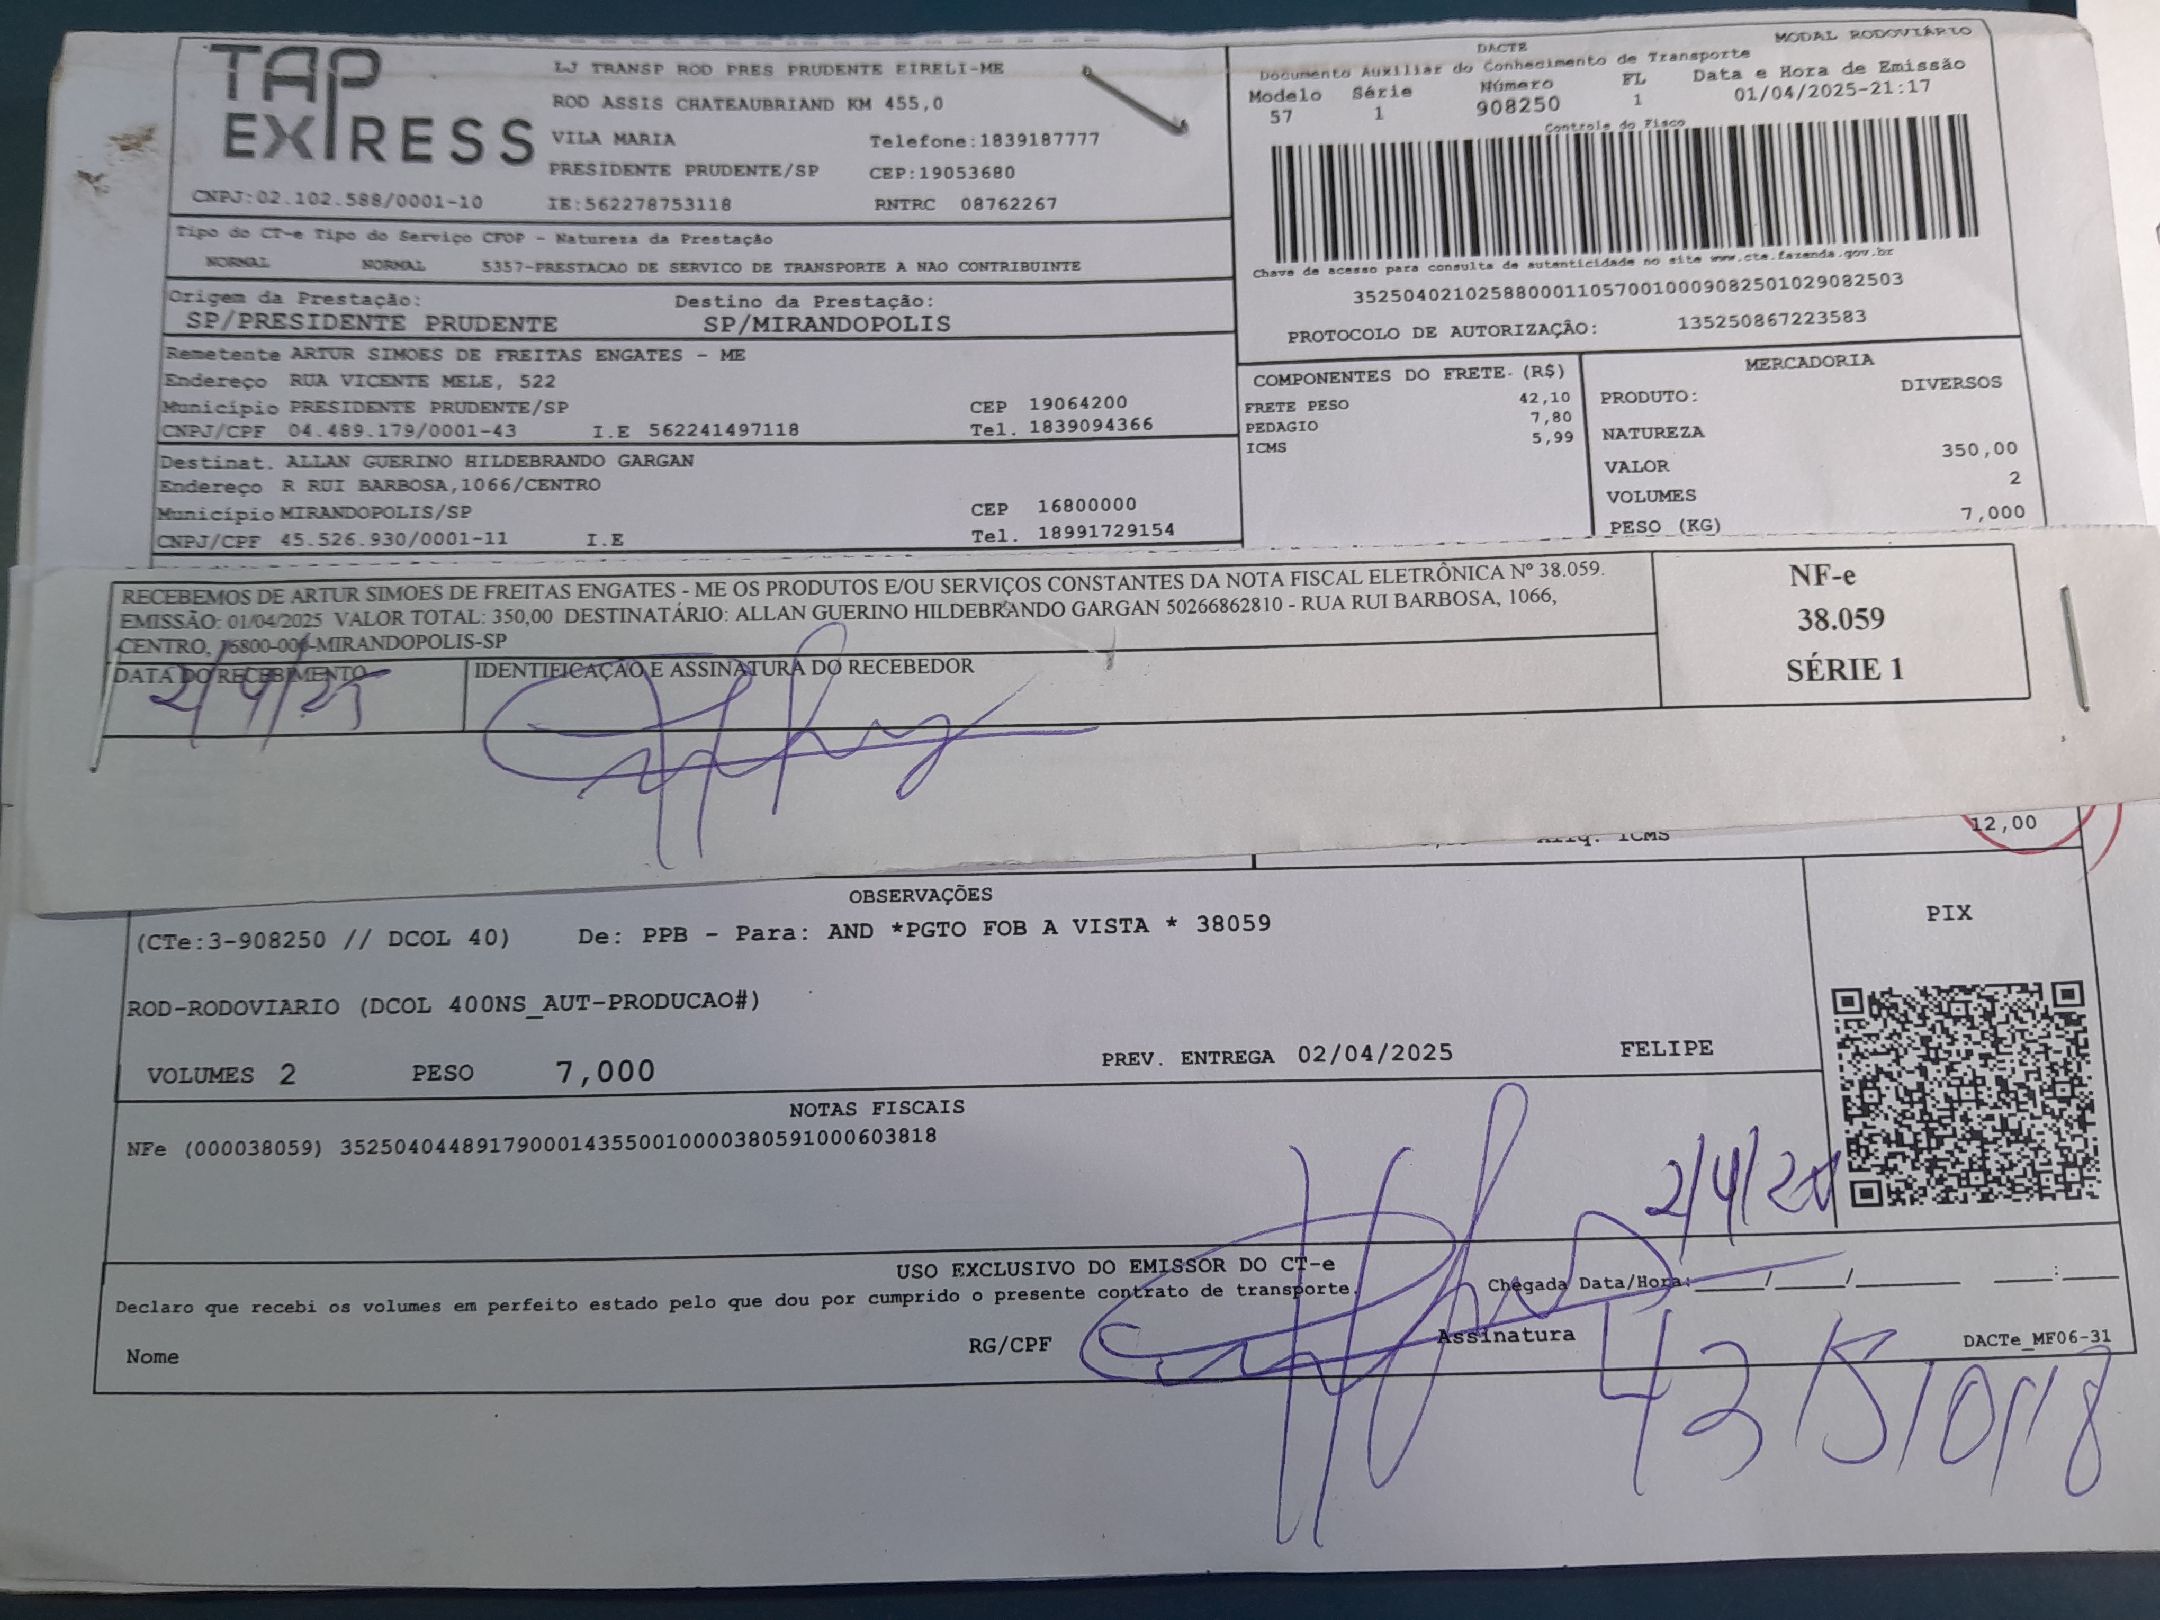 TAP EXPRESS
LJ TRANSP ROD PRES PRUDENTE EIRELI-ME
ROD ASSIS CHATEAUBRIAND KM 455,0
VILA MARIA Telefone:1839187777
PRESIDENTE PRUDENTE/SP CEP:19053680
CNPJ:02.102.588/0001-10 IE:562278753118 RNTRC 08762267
MODAL RODOVIÁRIO
DACTE
Documento Auxiliar do Conhecimento de Transporte
Modelo Série Número FL Data e Hora de Emissão
57 1 908250 1 01/04/2025-21:17
Controle do Fisco
Chave de acesso para consulta de autenticidade no site www.cte.fazenda.gov.br
35250402102588000110570010009082501029082503
PROTOCOLO DE AUTORIZAÇÃO: 135250867223583
Tipo do CT-e Tipo do Serviço CFOP - Natureza da Prestação
NORMAL NORMAL 5357-PRESTACAO DE SERVICO DE TRANSPORTE A NAO CONTRIBUINTE
Origem da Prestação: Destino da Prestação:
SP/PRESIDENTE PRUDENTE SP/MIRANDOPOLIS
Remetente ARTUR SIMOES DE FREITAS ENGATES - ME
Endereço RUA VICENTE MELE, 522
Município PRESIDENTE PRUDENTE/SP CEP 19064200
CNPJ/CPF 04.489.179/0001-43 I.E 562241497118 Tel. 1839094366
Destinat. ALLAN GUERINO HILDEBRANDO GARGAN
Endereço R RUI BARBOSA,1066/CENTRO
Município MIRANDOPOLIS/SP CEP 16800000
CNPJ/CPF 45.526.930/0001-11 I.E Tel. 18991729154
COMPONENTES DO FRETE- (R$)
FRETE PESO 42,10
PEDAGIO 7,80
ICMS 5,99
MERCADORIA
PRODUTO: DIVERSOS
NATUREZA
VALOR 350,00
VOLUMES 2
PESO (KG) 7,000
RECEBEMOS DE ARTUR SIMOES DE FREITAS ENGATES - ME OS PRODUTOS E/OU SERVIÇOS CONSTANTES DA NOTA FISCAL ELETRÔNICA Nº 38.059.
EMISSÃO: 01/04/2025 VALOR TOTAL: 350,00 DESTINATÁRIO: ALLAN GUERINO HILDEBRANDO GARGAN 50266862810 - RUA RUI BARBOSA, 1066,
CENTRO, 16800-000-MIRANDOPOLIS-SP
DATA DO RECEBIMENTO IDENTIFICAÇÃO E ASSINATURA DO RECEBEDOR
2/4/25
NF-e
38.059
SÉRIE 1
Aliq. ICMS 12,00
OBSERVAÇÕES
(CTe:3-908250 // DCOL 40) De: PPB - Para: AND *PGTO FOB A VISTA * 38059
ROD-RODOVIARIO (DCOL 400NS_AUT-PRODUCAO#)
VOLUMES 2 PESO 7,000 PREV. ENTREGA 02/04/2025 FELIPE
PIX
NOTAS FISCAIS
NFe (000038059) 35250404489179000143550010000380591000603818
USO EXCLUSIVO DO EMISSOR DO CT-e
Declaro que recebi os volumes em perfeito estado pelo que dou por cumprido o presente contrato de transporte. Chegada Data/Hora:____/____/______ ___:___
Nome RG/CPF Assinatura DACTe_MF06-31